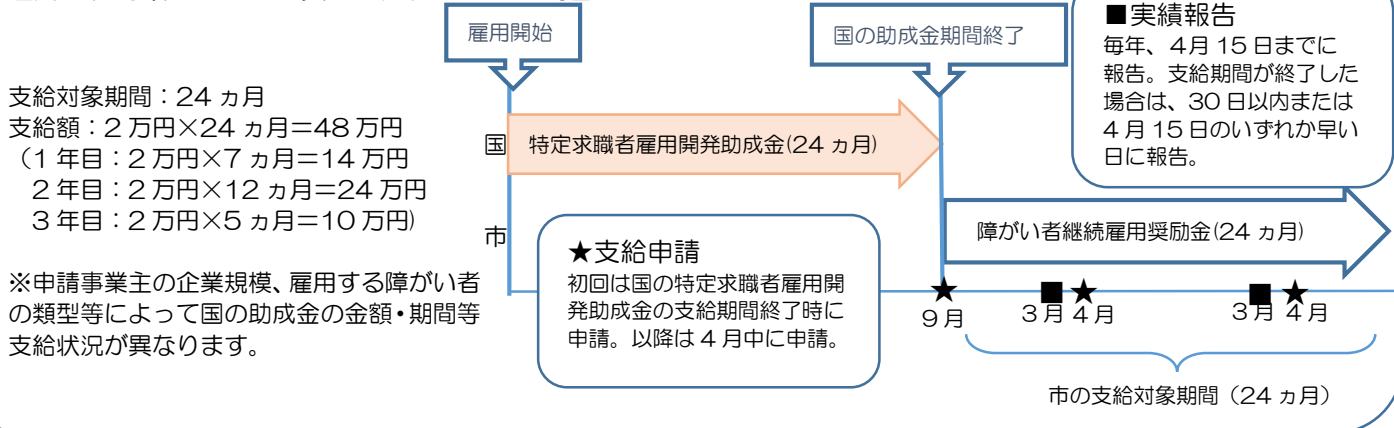 雇用開始
国の助成金期間終了
■実績報告
毎年、4月15日までに
報告。支給期間が終了した
場合は、30日以内または
4月15日のいずれか早い
日に報告。
支給対象期間：24ヵ月
支給額：2万円×24ヵ月＝48万円
（1年目：2万円×7ヵ月＝14万円
2年目：2万円×12ヵ月＝24万円
3年目：2万円×5ヵ月＝10万円)
※申請事業主の企業規模、雇用する障がい者
の類型等によって国の助成金の金額・期間等
支給状況が異なります。
国
特定求職者雇用開発助成金(24ヵ月)
市
障がい者継続雇用奨励金(24ヵ月)
★支給申請
初回は国の特定求職者雇用開
発助成金の支給期間終了時に
申請。以降は4月中に申請。
★ ■ ★ ■ ★
9月 3月 4月 3月 4月
市の支給対象期間（24ヵ月）